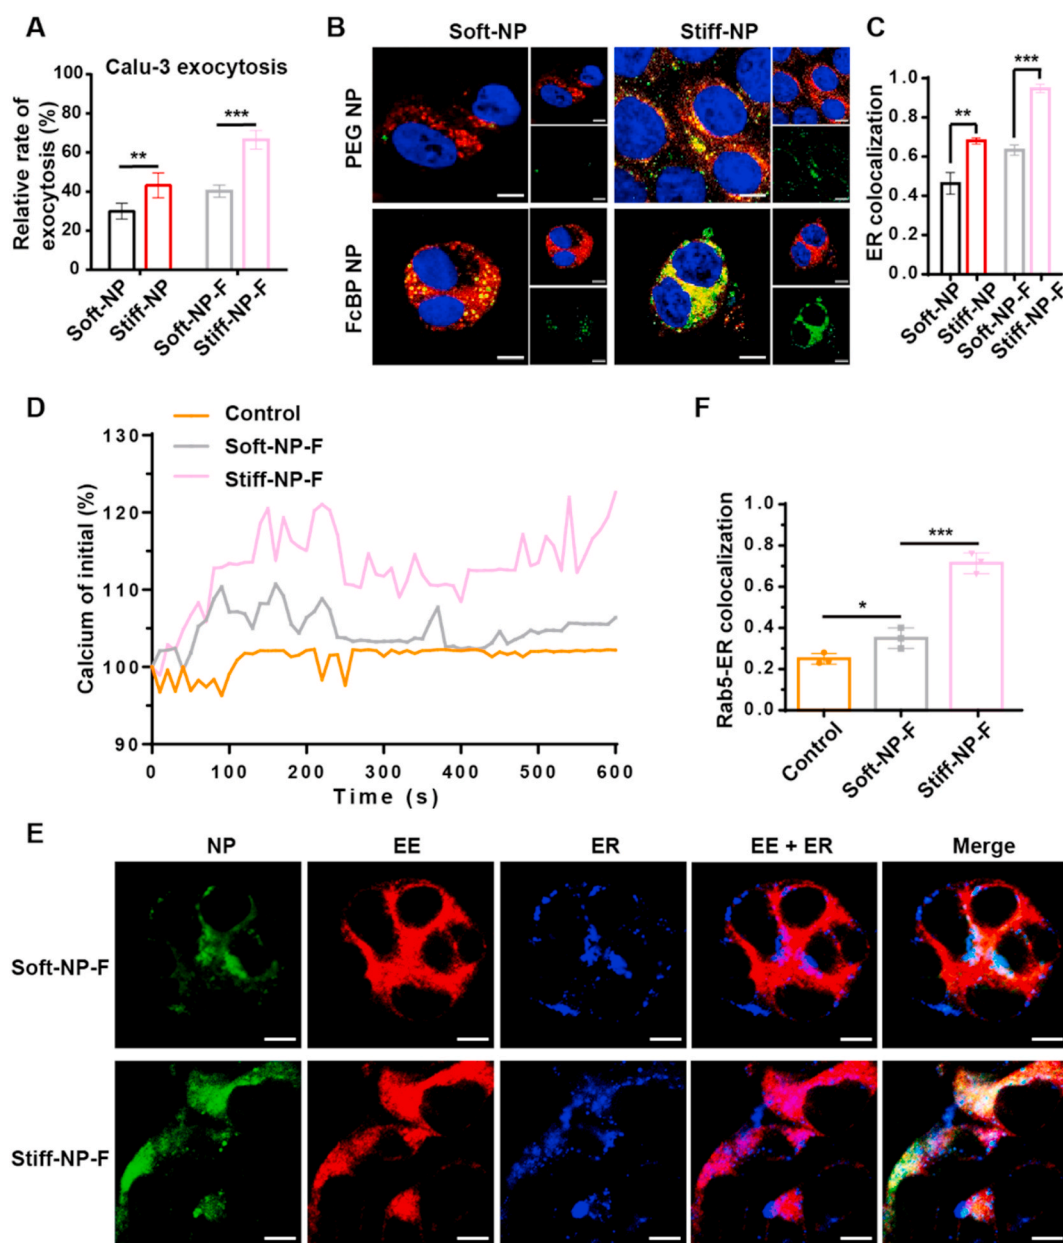 A
Calu-3 exocytosis
Relative rate of
exocytosis (%)
100
80
60
40
20
0
**
***
Soft-NP
Stiff-NP
Soft-NP-F
Stiff-NP-F
B
Soft-NP
Stiff-NP
PEG NP
FcBP NP
C
ER colocalization
1.0
0.8
0.6
0.4
0.2
0.0
**
***
Soft-NP
Stiff-NP
Soft-NP-F
Stiff-NP-F
D
Control
Soft-NP-F
Stiff-NP-F
Calcium of initial (%)
130
120
110
100
90
0 100 200 300 400 500 600
Time (s)
F
Rab5-ER colocalization
1.0
0.8
0.6
0.4
0.2
0.0
*
***
Control
Soft-NP-F
Stiff-NP-F
E
NP EE ER EE + ER Merge
Soft-NP-F
Stiff-NP-F